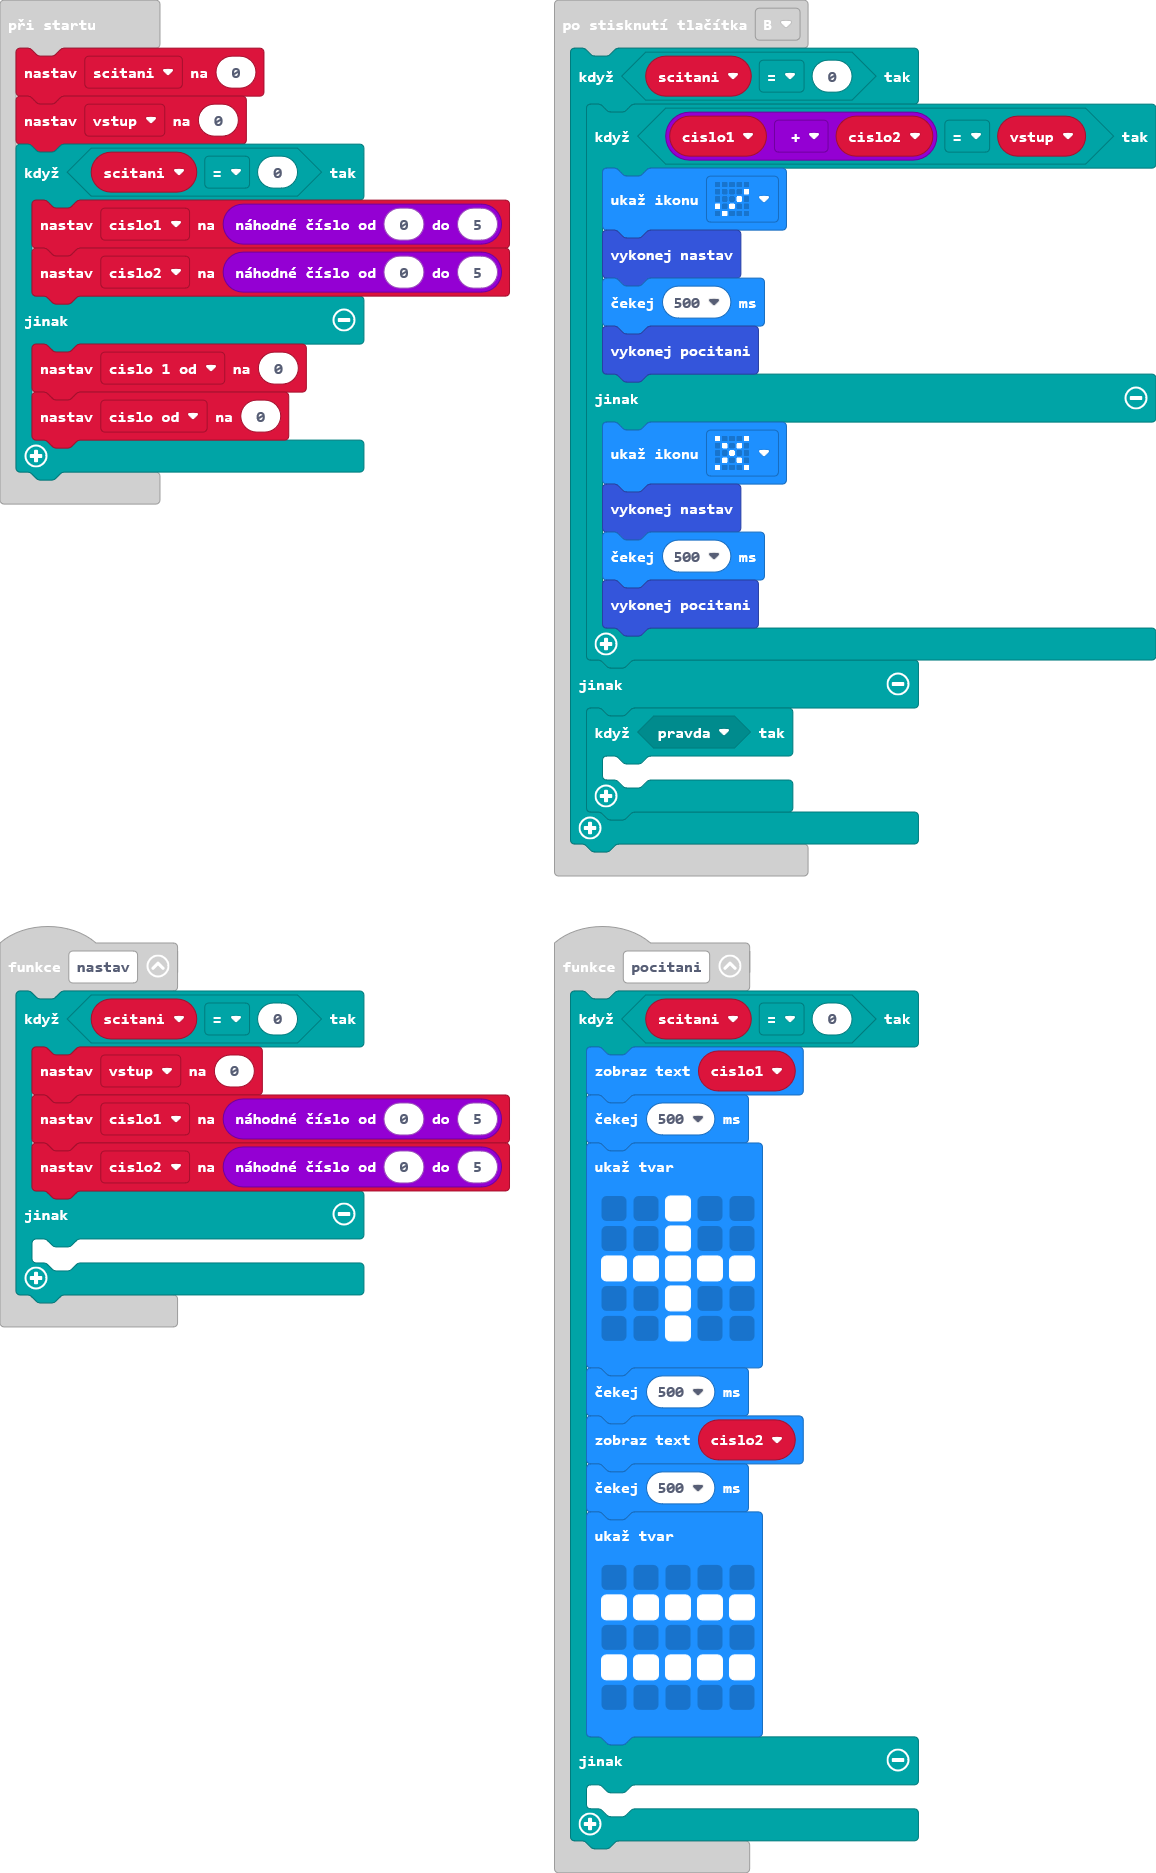 při startu
nastav scitani na 0
nastav vstup na 0
když scitani = 0 tak
nastav cislo1 na náhodné číslo od 0 do 5
nastav cislo2 na náhodné číslo od 0 do 5
jinak
nastav cislo 1 od na 0
nastav cislo od na 0
po stisknutí tlačítka B
když scitani = 0 tak
když cislo1 + cislo2 = vstup tak
ukaž ikonu
vykonej nastav
čekej 500 ms
vykonej pocitani
jinak
ukaž ikonu
vykonej nastav
čekej 500 ms
vykonej pocitani
jinak
když pravda tak
funkce nastav
když scitani = 0 tak
nastav vstup na 0
nastav cislo1 na náhodné číslo od 0 do 5
nastav cislo2 na náhodné číslo od 0 do 5
jinak
funkce pocitani
když scitani = 0 tak
zobraz text cislo1
čekej 500 ms
ukaž tvar
čekej 500 ms
zobraz text cislo2
čekej 500 ms
ukaž tvar
jinak